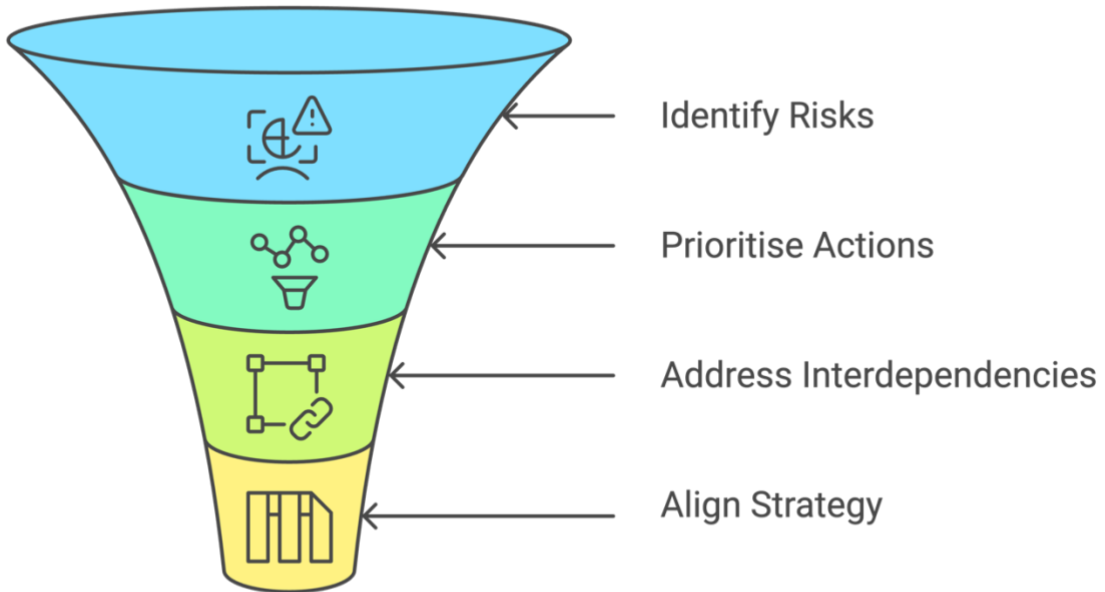 Identify Risks
Prioritise Actions
Address Interdependencies
Align Strategy